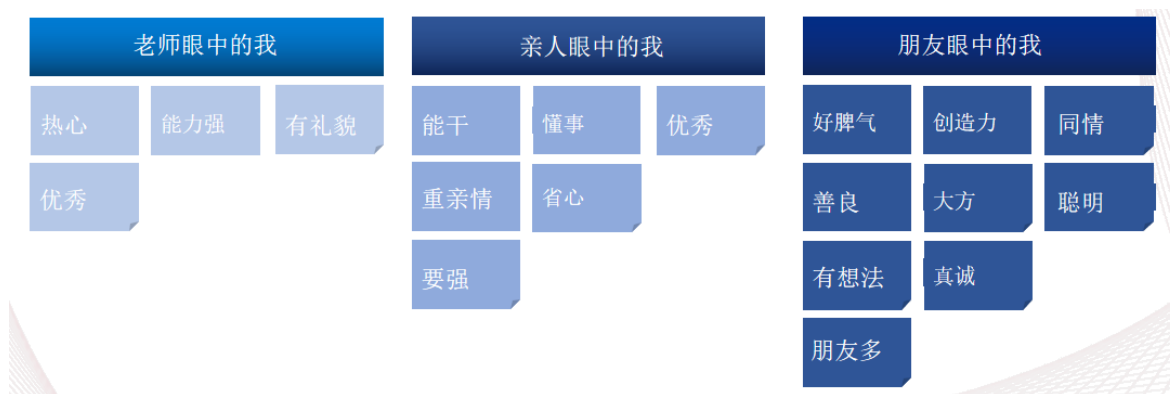 老师眼中的我
热心 能力强 有礼貌
优秀
亲人眼中的我
能干 懂事 优秀
重亲情 省心
要强
朋友眼中的我
好脾气 创造力 同情
善良 大方 聪明
有想法 真诚
朋友多